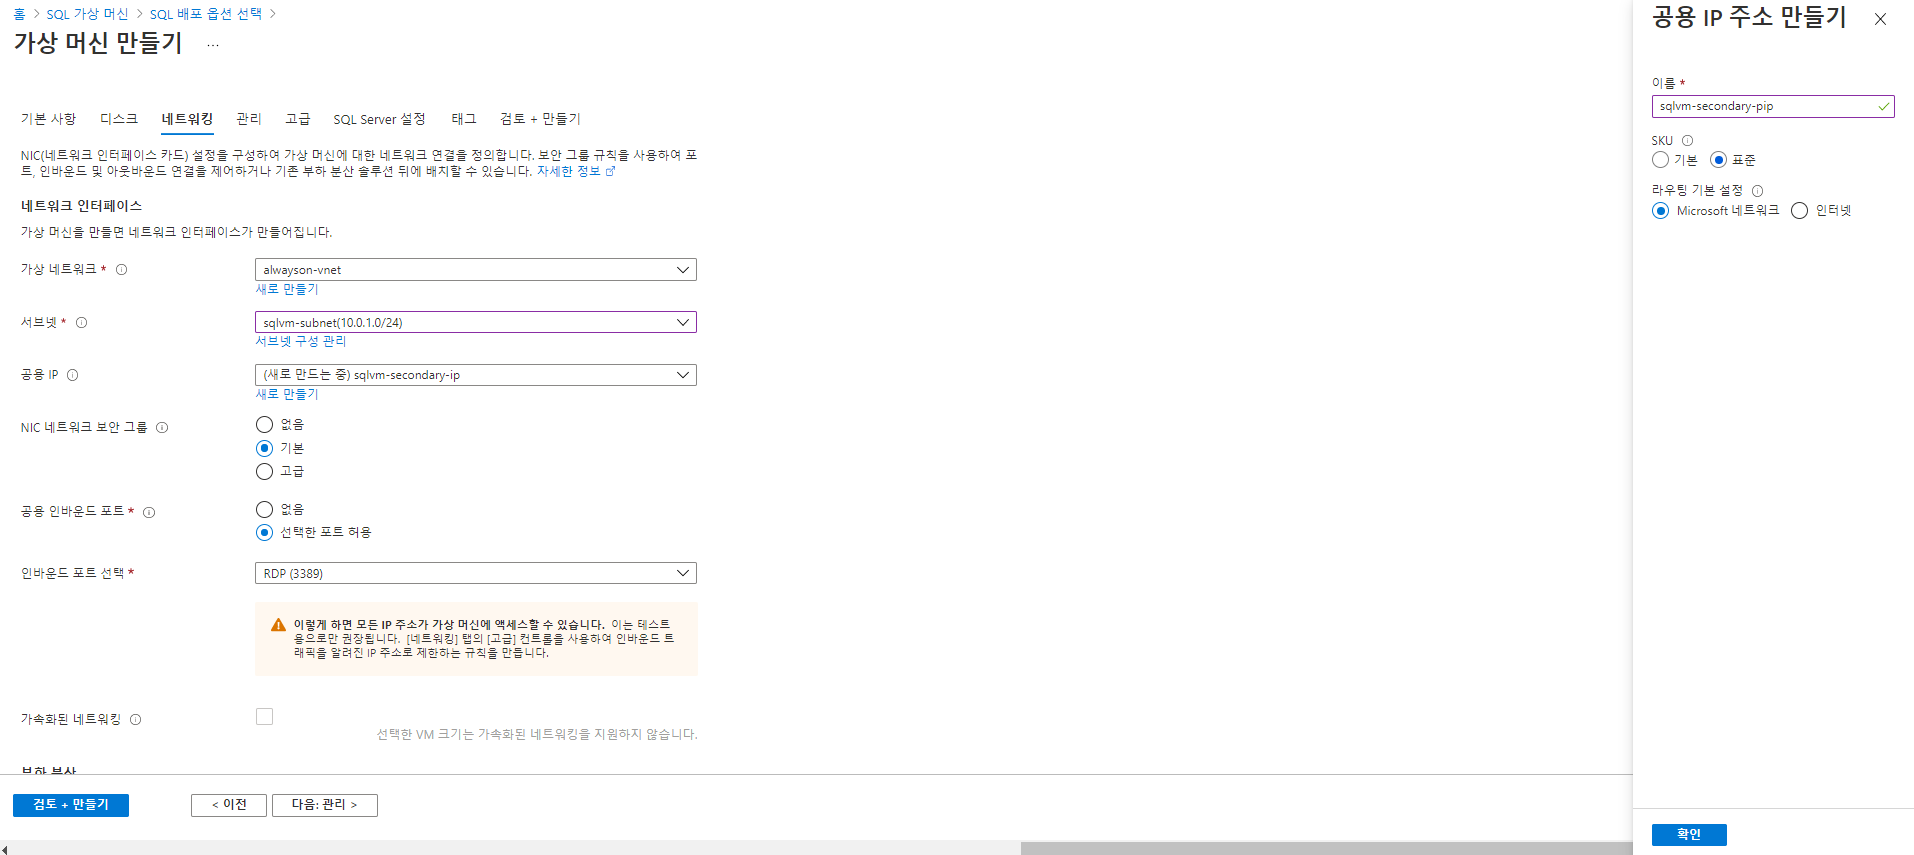 홈 > SQL 가상 머신 > SQL 배포 옵션 선택 >
가상 머신 만들기 ...
기본 사항 디스크 네트워킹 관리 고급 SQL Server 설정 태그 검토 + 만들기
NIC(네트워크 인터페이스 카드) 설정을 구성하여 가상 머신에 대한 네트워크 연결을 정의합니다. 보안 그룹 규칙을 사용하여 포
트, 인바운드 및 아웃바운드 연결을 제어하거나 기존 부하 분산 솔루션 뒤에 배치할 수 있습니다. 자세한 정보
네트워크 인터페이스
가상 머신을 만들면 네트워크 인터페이스가 만들어집니다.
가상 네트워크 *
alwayson-vnet
새로 만들기
서브넷 *
sqlvm-subnet(10.0.1.0/24)
서브넷 구성 관리
공용 IP
(새로 만드는 중) sqlvm-secondary-ip
새로 만들기
NIC 네트워크 보안 그룹
없음
기본
고급
공용 인바운드 포트 *
없음
선택한 포트 허용
인바운드 포트 선택 *
RDP (3389)
이렇게 하면 모든 IP 주소가 가상 머신에 액세스할 수 있습니다. 이는 테스트
용으로만 권장됩니다. [네트워킹] 탭의 [고급] 컨트롤을 사용하여 인바운드 트
래픽을 알려진 IP 주소로 제한하는 규칙을 만듭니다.
가속화된 네트워킹
선택한 VM 크기는 가속화된 네트워킹을 지원하지 않습니다.
부하 분산
검토 + 만들기
< 이전
다음: 관리 >
공용 IP 주소 만들기
이름 *
sqlvm-secondary-pip
SKU
기본 표준
라우팅 기본 설정
Microsoft 네트워크 인터넷
확인